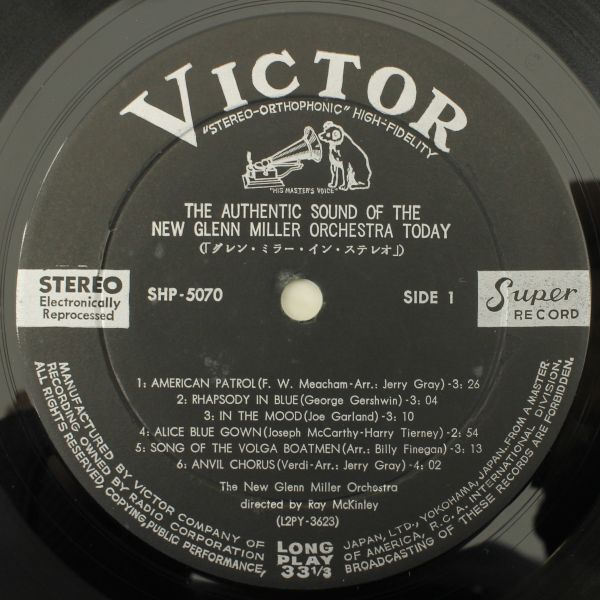 VICTOR
"STEREO-ORTHOPHONIC" HIGH-FIDELITY
"HIS MASTER'S VOICE"
THE AUTHENTIC SOUND OF THE
NEW GLENN MILLER ORCHESTRA TODAY
(「グレン・ミラー・イン・ステレオ」)
STEREO
Electronically
Reprocessed
SHP-5070
SIDE 1
Super
RECORD
1: AMERICAN PATROL (F. W. Meacham-Arr.: Jerry Gray) -3: 26
2: RHAPSODY IN BLUE (George Gershwin) -3: 04
3: IN THE MOOD (Joe Garland) -3: 10
4: ALICE BLUE GOWN (Joseph McCarthy-Harry Tierney) -2: 54
5: SONG OF THE VOLGA BOATMEN (Arr.: Billy Finegan) -3: 13
6: ANVIL CHORUS (Verdi-Arr.: Jerry Gray) -4: 02
The New Glenn Miller Orchestra
directed by Ray McKinley
(L2PY-3623)
LONG
PLAY
33 1/3
MANUFACTURED BY VICTOR COMPANY OF JAPAN, LTD., YOKOHAMA, JAPAN, FROM A MASTER
RECORDING OWNED BY RADIO CORPORATION OF AMERICA, R. C. A. INTERNATIONAL DIVISION.
ALL RIGHTS RESERVED, COPYING, PUBLIC PERFORMANCE, BROADCASTING OF THESE RECORDS ARE FORBIDDEN.